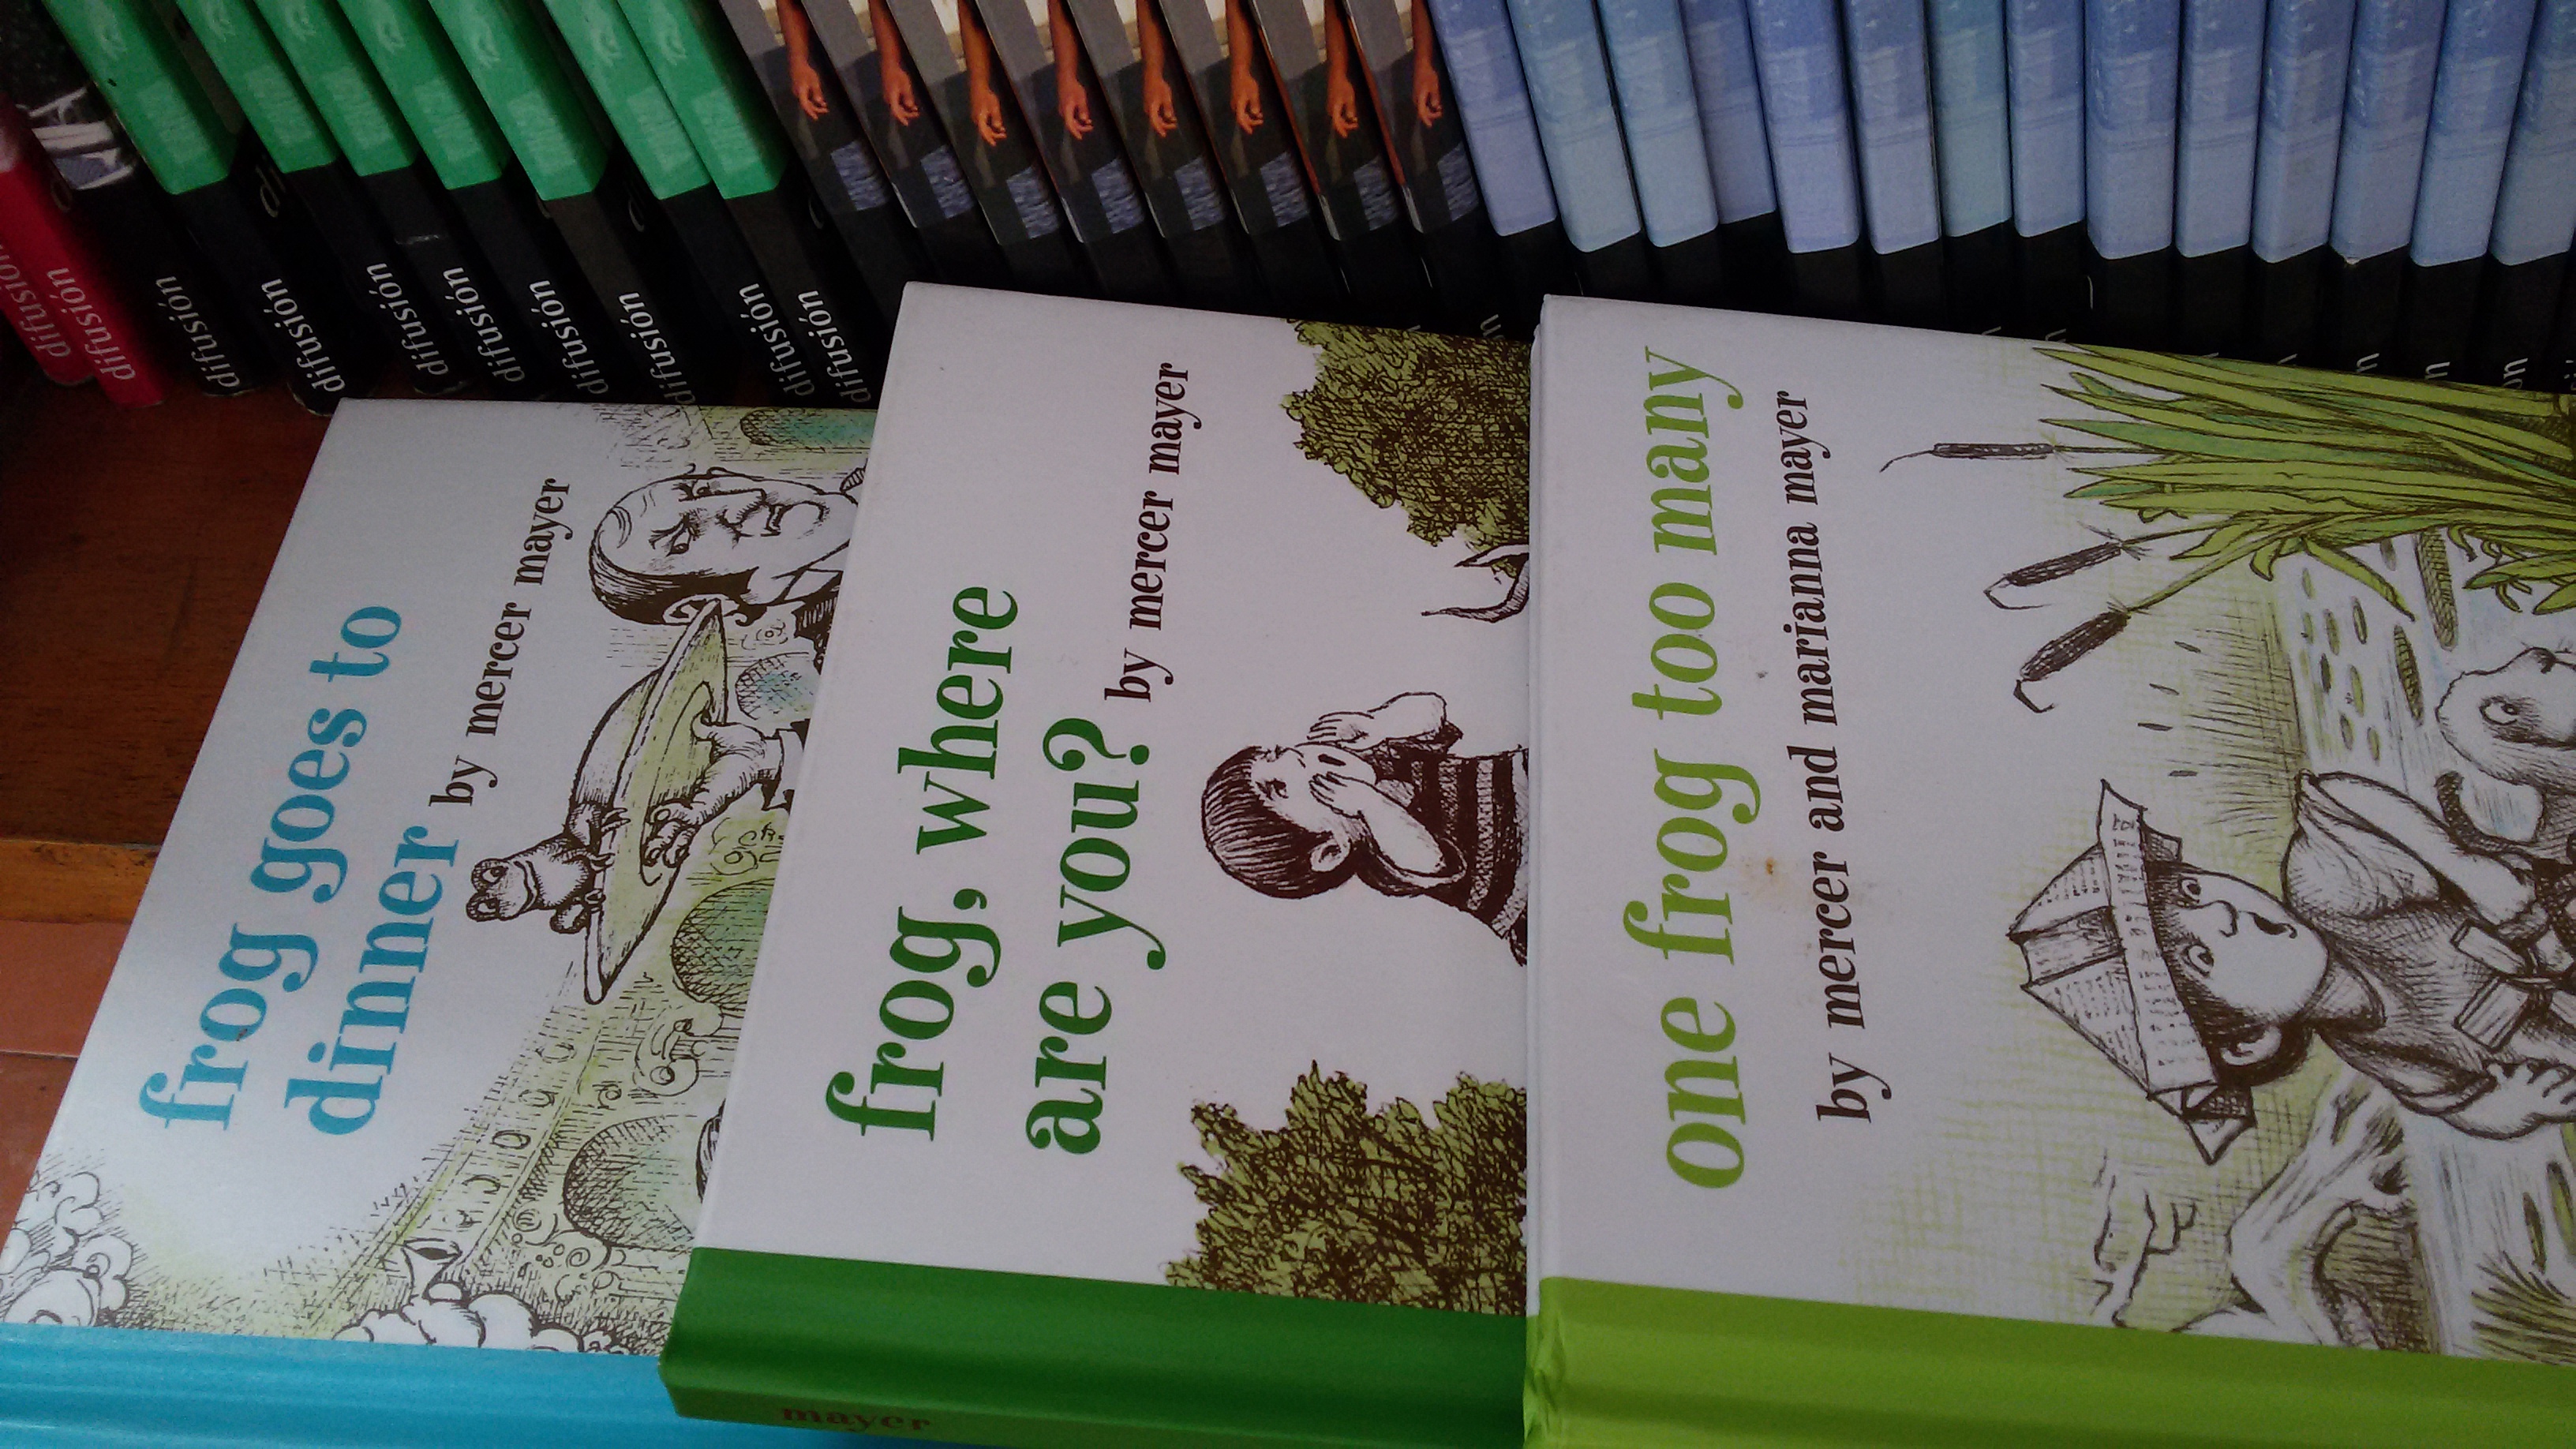 difusión
difusión
difusión
difusión
difusión
difusión
difusión
difusión
difusión
difusión
frog goes to
dinner
by mercer mayer
frog, where
are you?
by mercer mayer
mayer
one frog too many
by mercer and marianna mayer